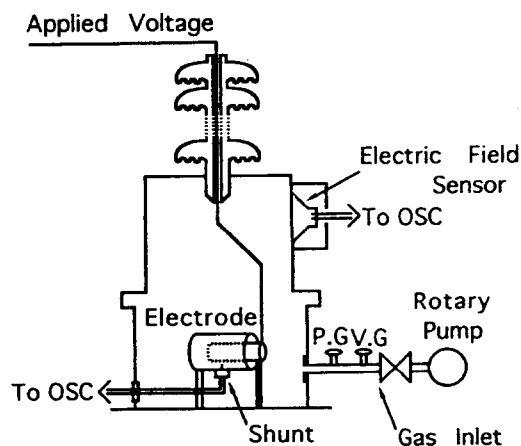 Applied Voltage
Electric Field
Sensor
To OSC
Electrode
P.G V.G
Rotary
Pump
To OSC
Shunt
Gas Inlet